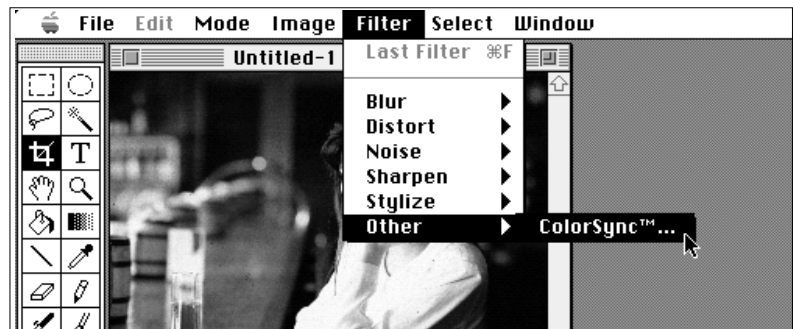 File Edit Mode Image Filter Select Window
Untitled-1
Last Filter ⌘F
Blur
Distort
Noise
Sharpen
Stylize
Other ColorSync™...
T